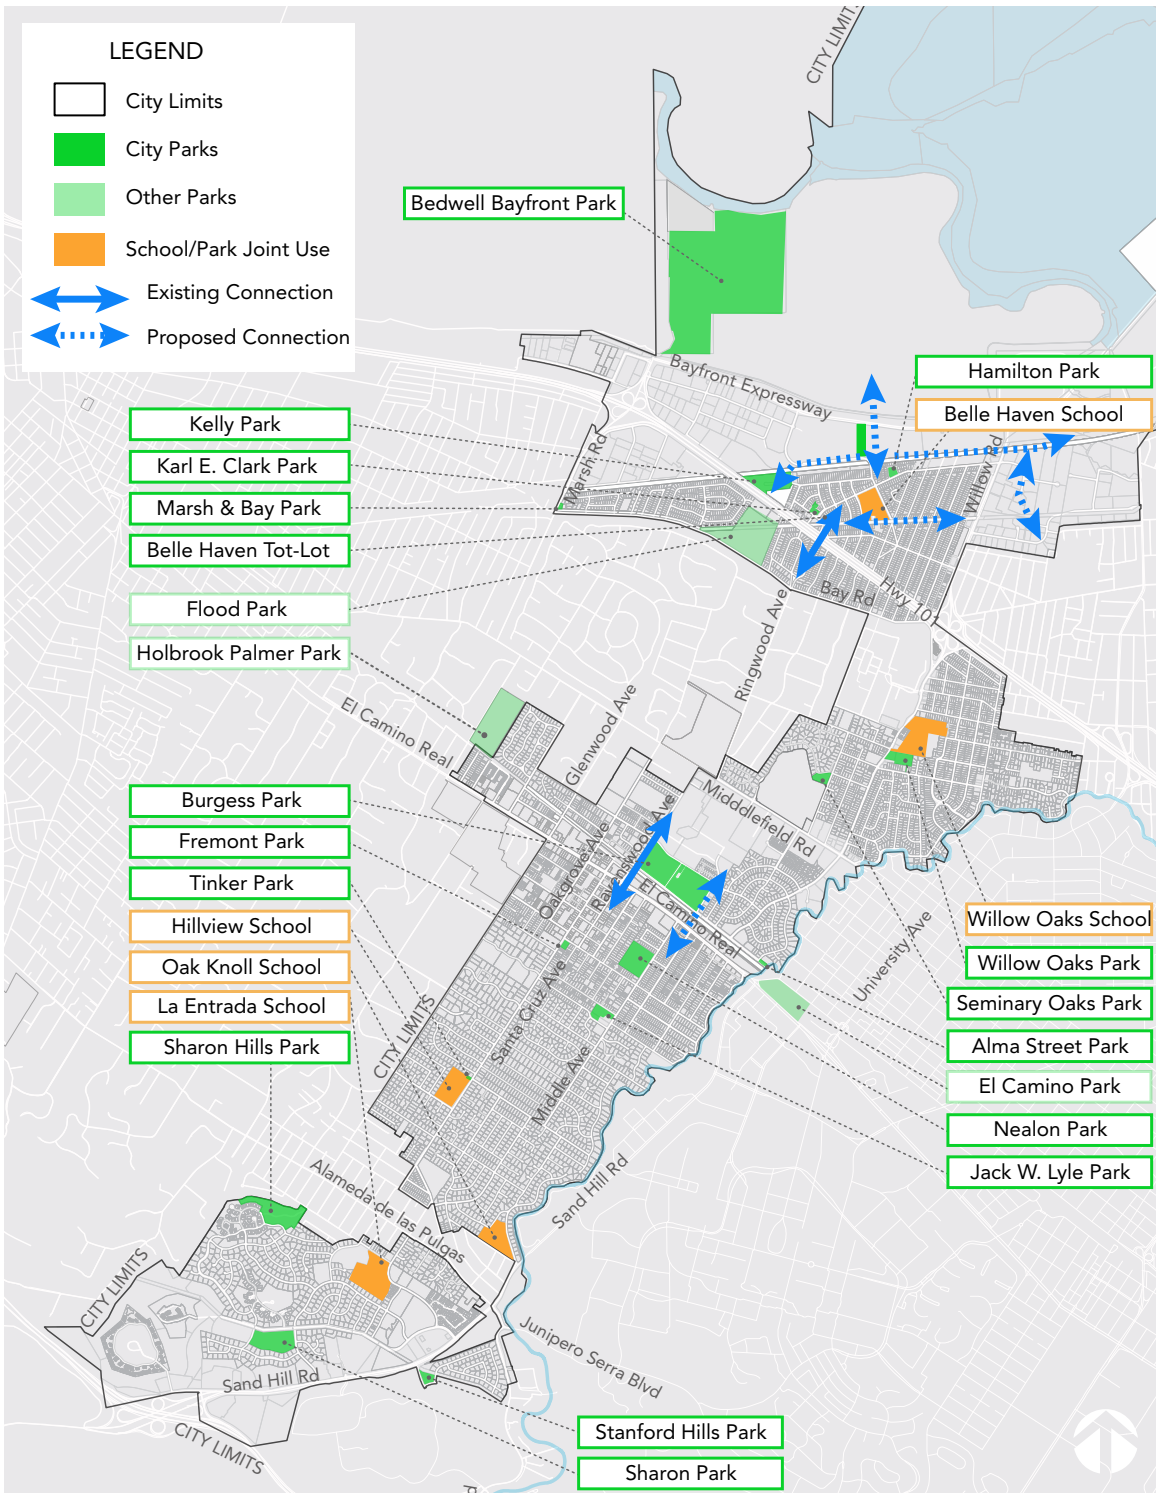 LEGEND
City Limits
City Parks
Other Parks
School/Park Joint Use
Existing Connection
Proposed Connection
CITY LIMITS
Bedwell Bayfront Park
Bayfront Expressway
Hamilton Park
Belle Haven School
Kelly Park
Karl E. Clark Park
Marsh & Bay Park
Belle Haven Tot-Lot
Flood Park
Holbrook Palmer Park
Marsh Rd
Willow Rd
Hwy 101
Bay Rd
Ringwood Ave
El Camino Real
Glenwood Ave
Midddlefield Rd
Burgess Park
Fremont Park
Tinker Park
Hillview School
Oak Knoll School
La Entrada School
Sharon Hills Park
Oakgrove Ave
Ravenswood Ave
El Camino Real
University Ave
Willow Oaks School
Willow Oaks Park
Seminary Oaks Park
Alma Street Park
El Camino Park
Nealon Park
Jack W. Lyle Park
CITY LIMITS
Santa Cruz Ave
Middle Ave
Sand Hill Rd
Alameda de las Pulgas
CITY LIMITS
Sand Hill Rd
CITY LIMITS
Junipero Serra Blvd
Stanford Hills Park
Sharon Park